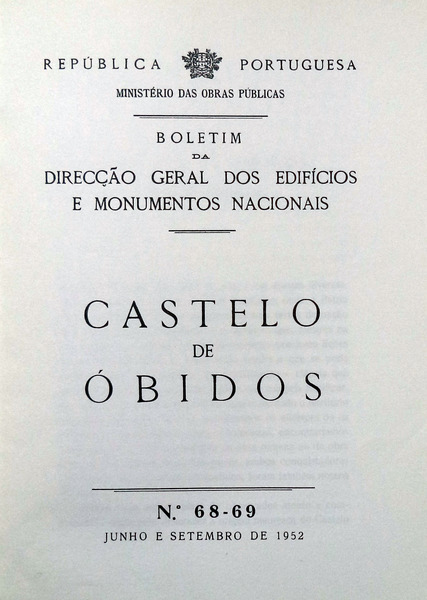 REPÚBLICA PORTUGUESA
MINISTÉRIO DAS OBRAS PÚBLICAS
BOLETIM
DA
DIRECÇÃO GERAL DOS EDIFÍCIOS
E MONUMENTOS NACIONAIS
CASTELO
DE
ÓBIDOS
N.º 68-69
JUNHO E SETEMBRO DE 1952